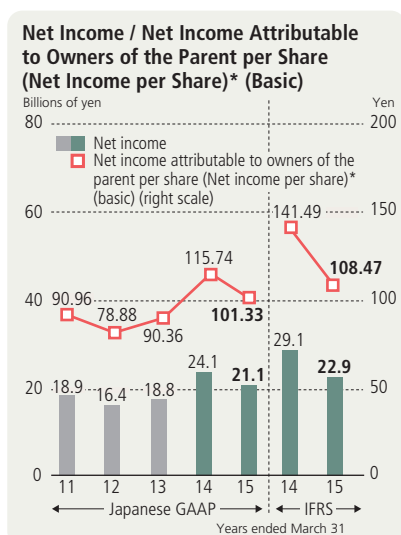 Net Income / Net Income Attributable
to Owners of the Parent per Share
(Net Income per Share)* (Basic)
Billions of yen
Yen
80
200
Net income
Net income attributable to owners of the
parent per share (Net income per share)*
(basic) (right scale)
60
141.49
150
115.74
108.47
40
90.96
78.88
90.36
101.33
100
29.1
24.1
21.1
22.9
20
18.9
16.4
18.8
50
0
11
12
13
14
15
14
15
0
Japanese GAAP
IFRS
Years ended March 31